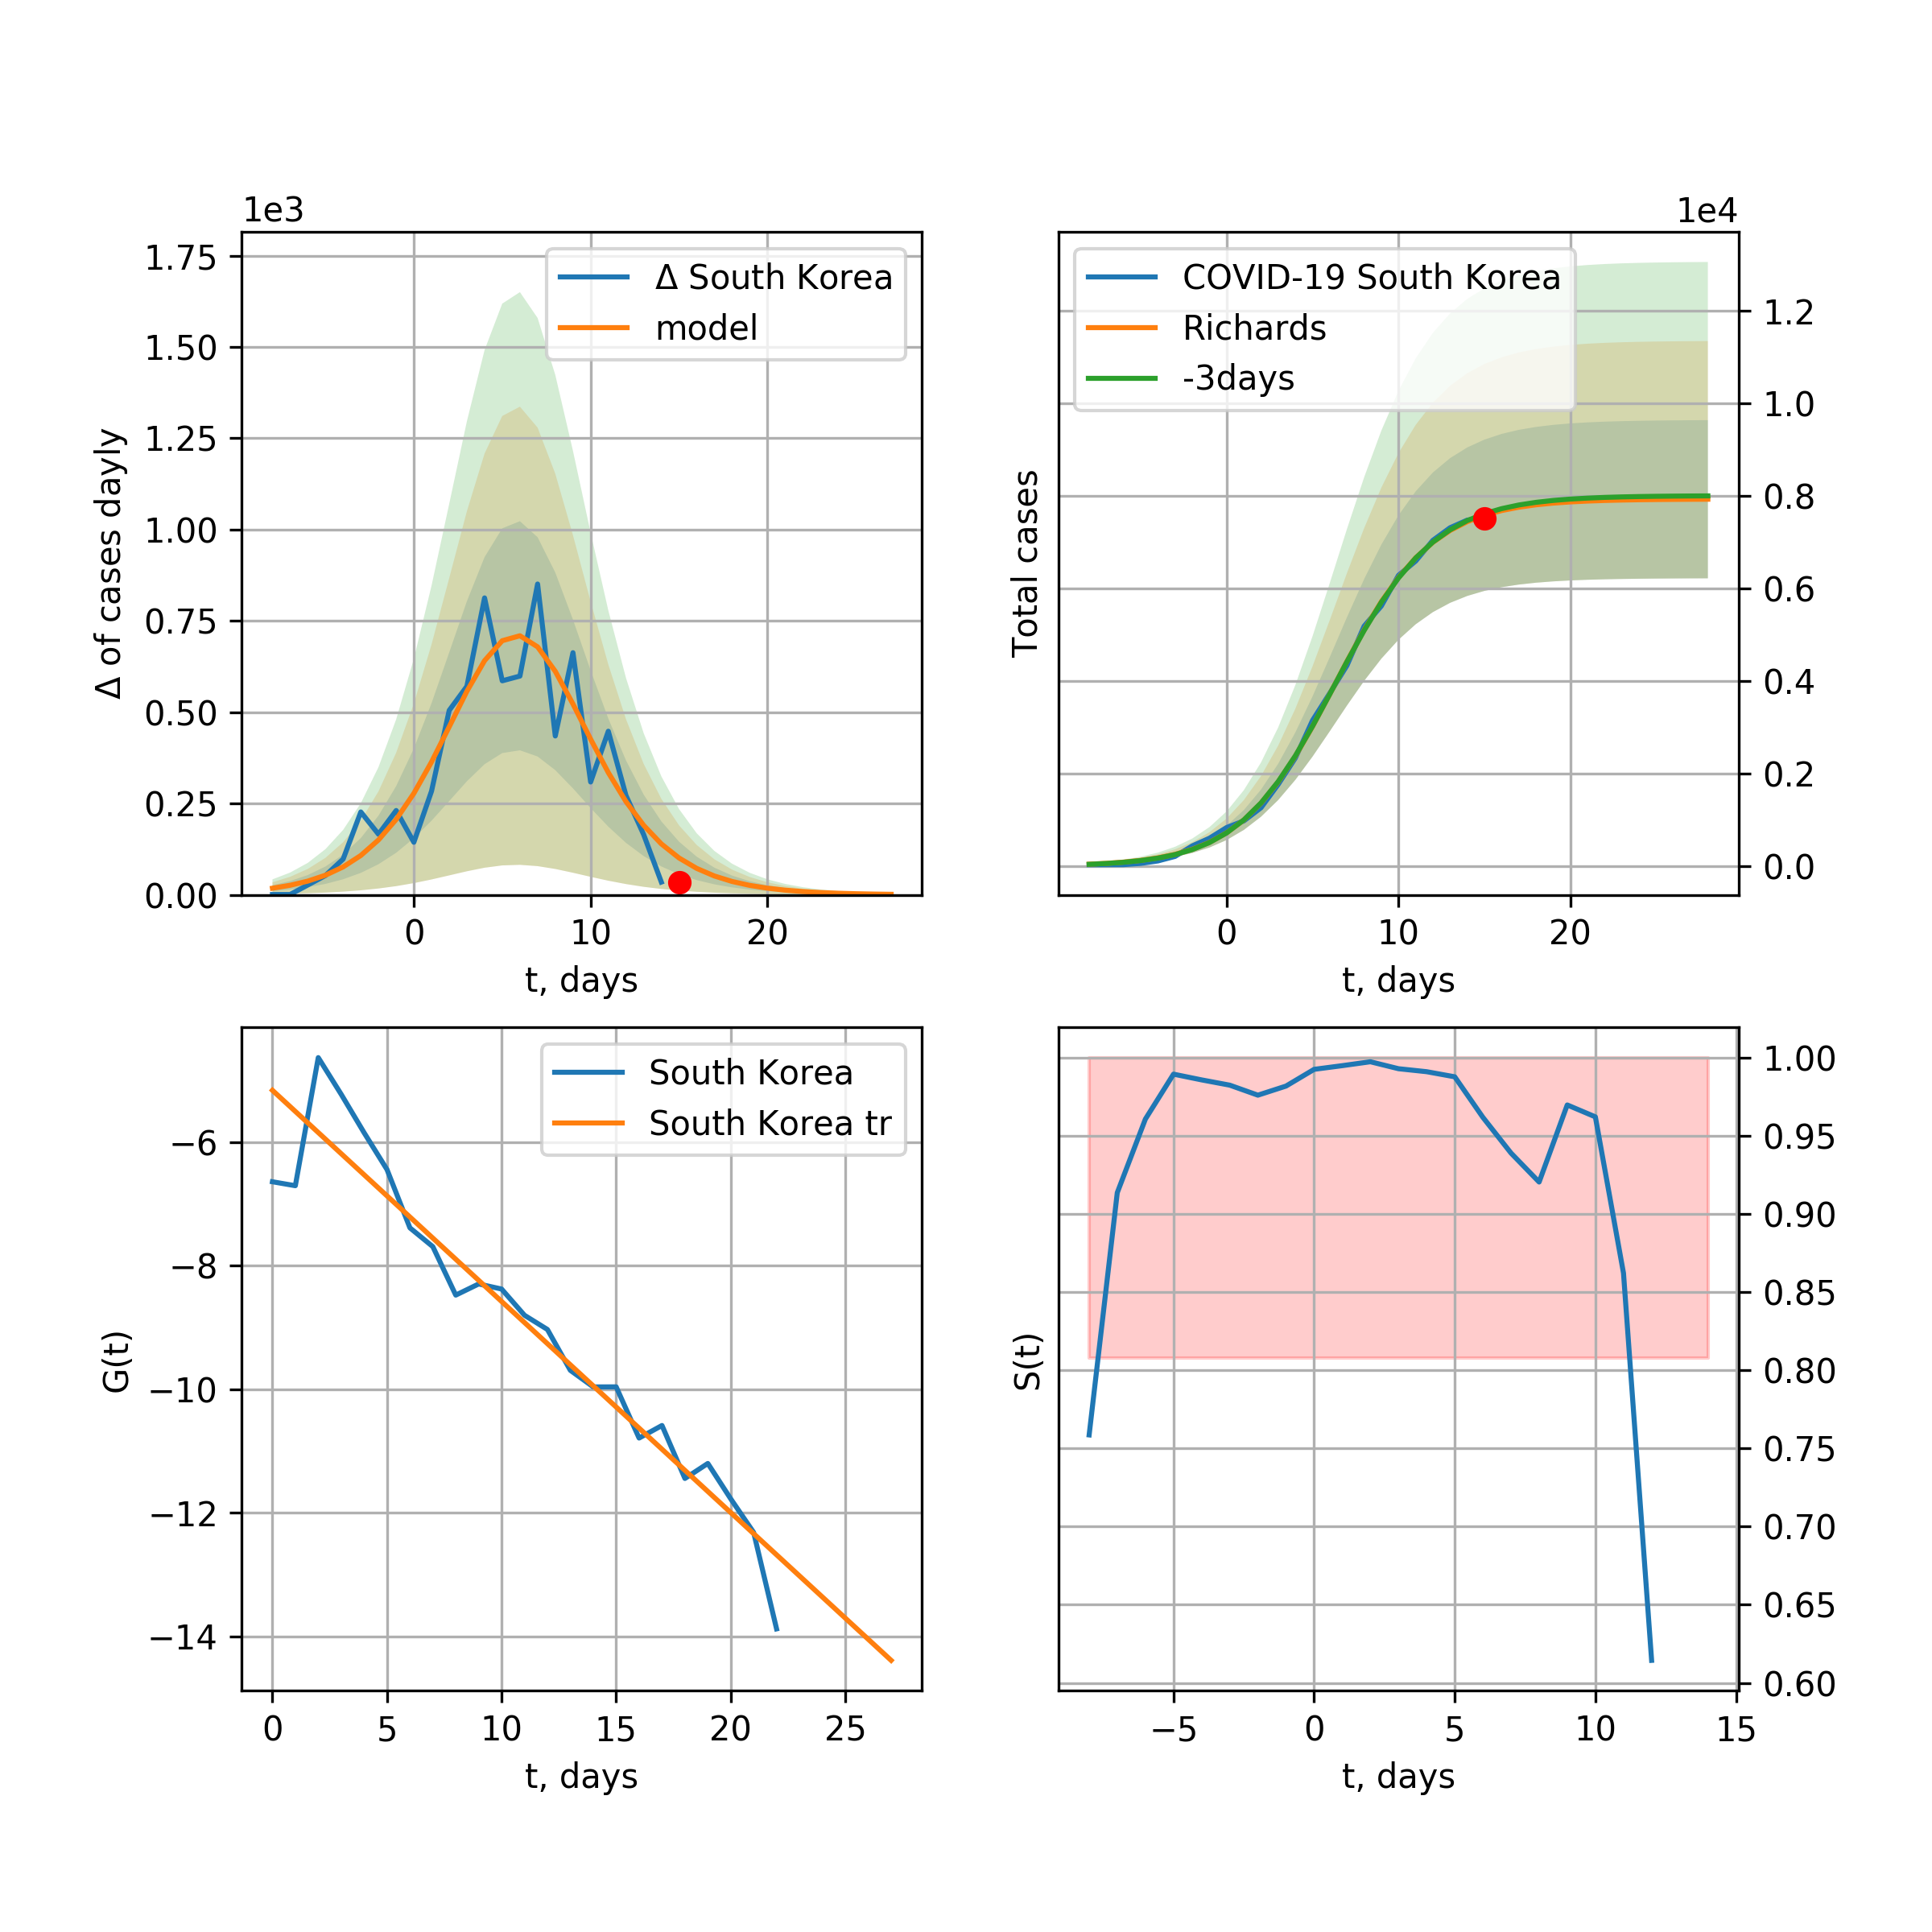 1e3
1.75
1.50
1.25
1.00
0.75
0.50
0.25
0.00
Δ of cases dayly
Δ South Korea
model
0 10 20
t, days
1e4
COVID-19 South Korea
Richards
-3days
Total cases
1.2
1.0
0.8
0.6
0.4
0.2
0.0
0 10 20
t, days
South Korea
South Korea tr
G(t)
−6
−8
−10
−12
−14
0 5 10 15 20 25
t, days
S(t)
1.00
0.95
0.90
0.85
0.80
0.75
0.70
0.65
0.60
−5 0 5 10 15
t, days